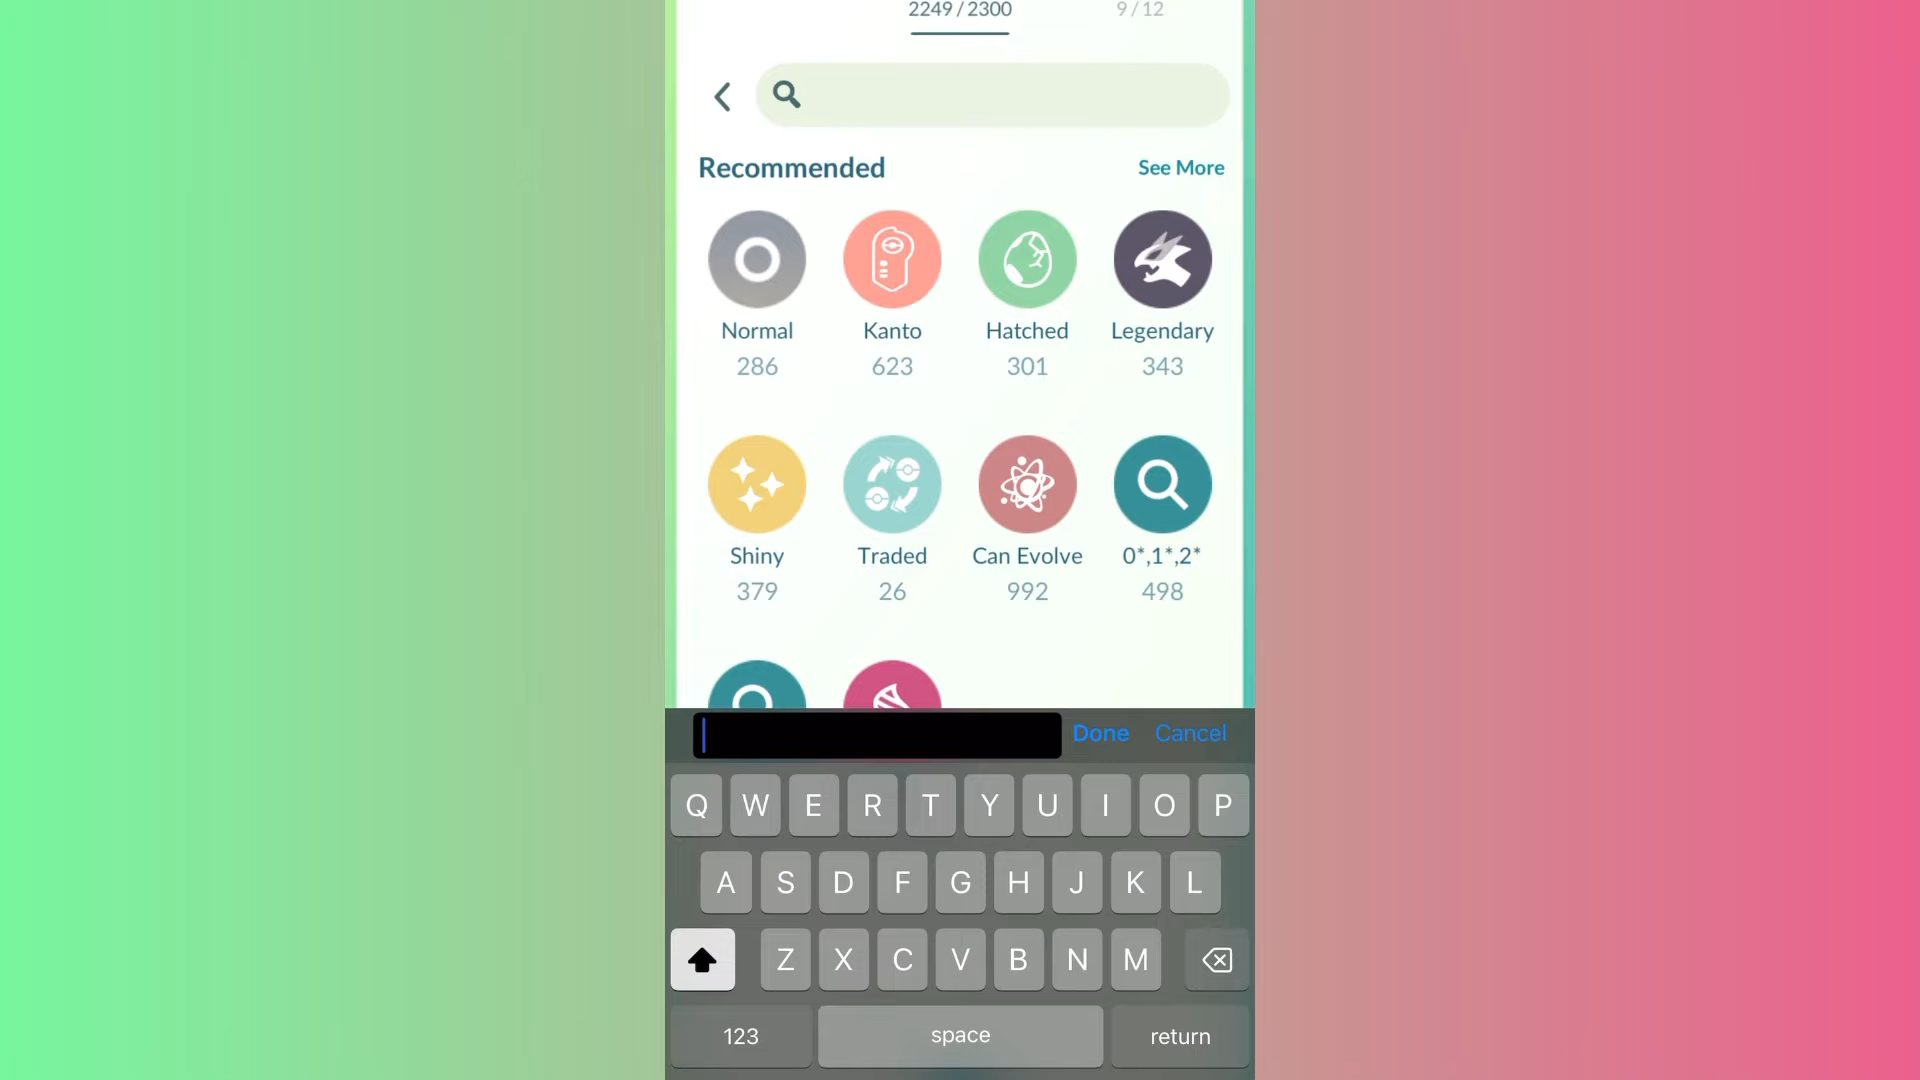 2249 / 2300 9 / 12
Recommended See More
Normal Kanto Hatched Legendary
286 623 301 343
Shiny Traded Can Evolve 0*,1*,2*
379 26 992 498
Done Cancel
Q W E R T Y U I O P
A S D F G H J K L
Z X C V B N M
123 space return